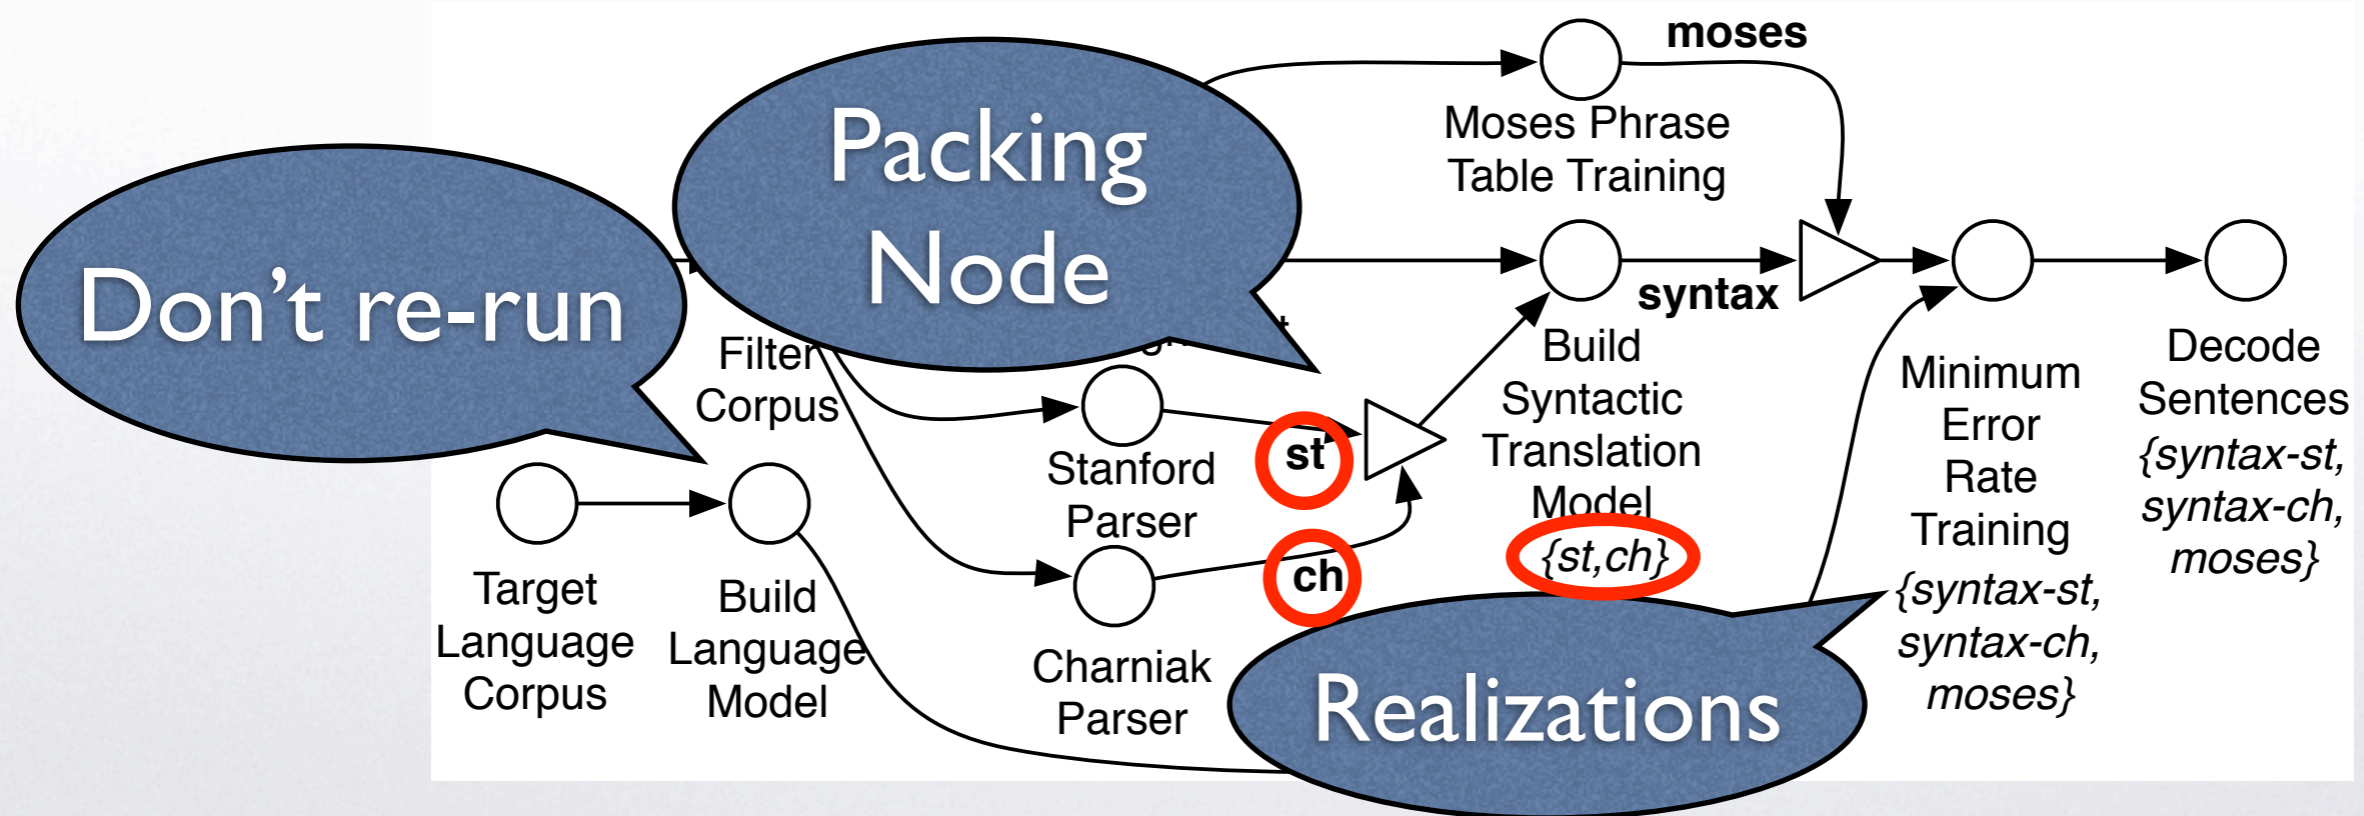 moses
Packing
Node
Moses Phrase
Table Training
Don't re-run
syntax
Filter
Corpus
Build
Syntactic
Translation
Model
{st,ch}
Minimum
Error
Rate
Training
{syntax-st,
syntax-ch,
moses}
Decode
Sentences
{syntax-st,
syntax-ch,
moses}
st
Stanford
Parser
ch
Target
Language
Corpus
Build
Language
Model
Charniak
Parser
Realizations